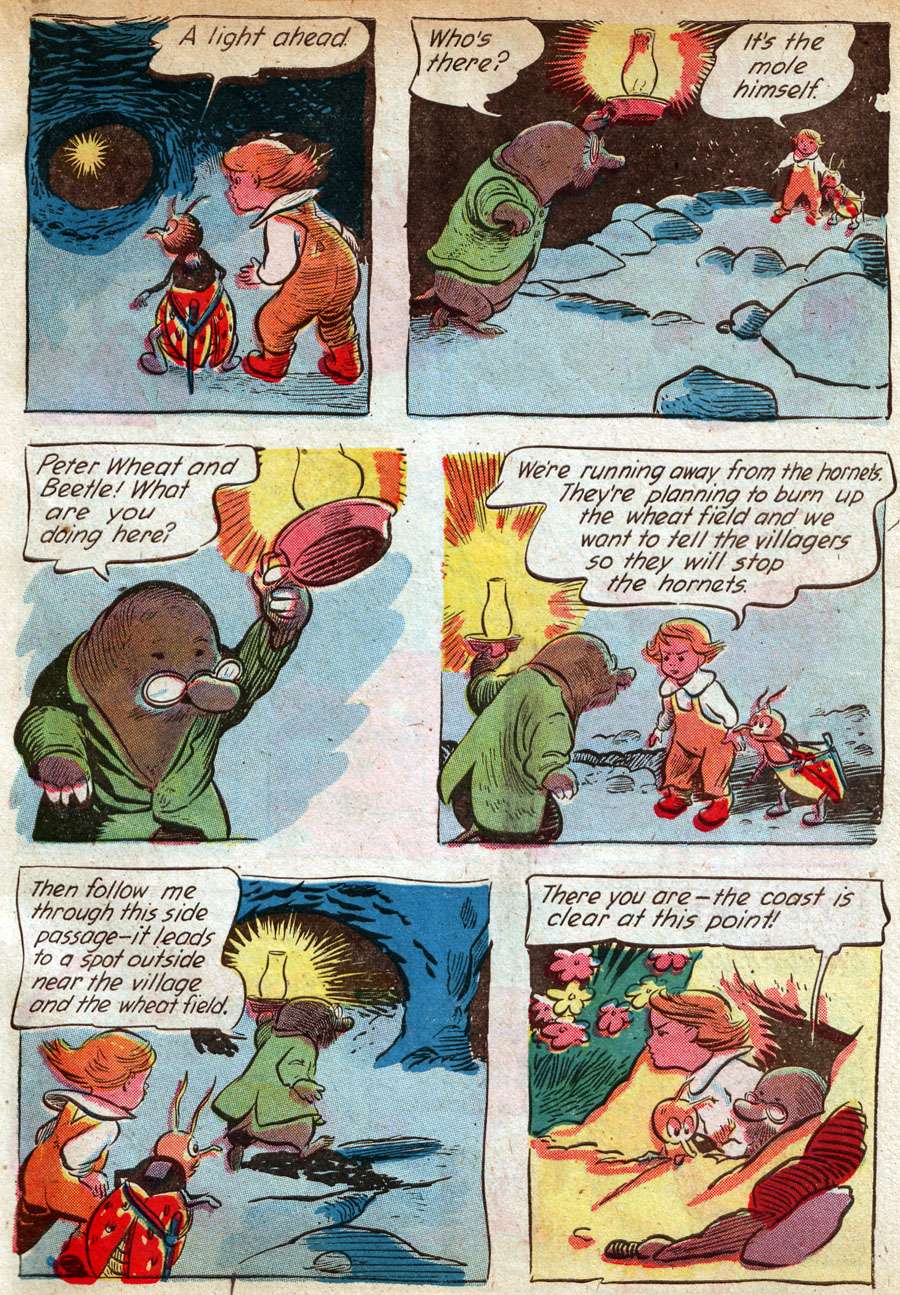 A light ahead.
Who's
there?
It's the
mole
himself.
Peter Wheat and
Beetle! What
are you
doing here?
We're running away from the hornets.
They're planning to burn up
the wheat field and we
want to tell the villagers
so they will stop
the hornets.
Then follow me
through this side
passage—it leads
to a spot outside
near the village
and the wheat field.
There you are—the coast is
clear at this point!